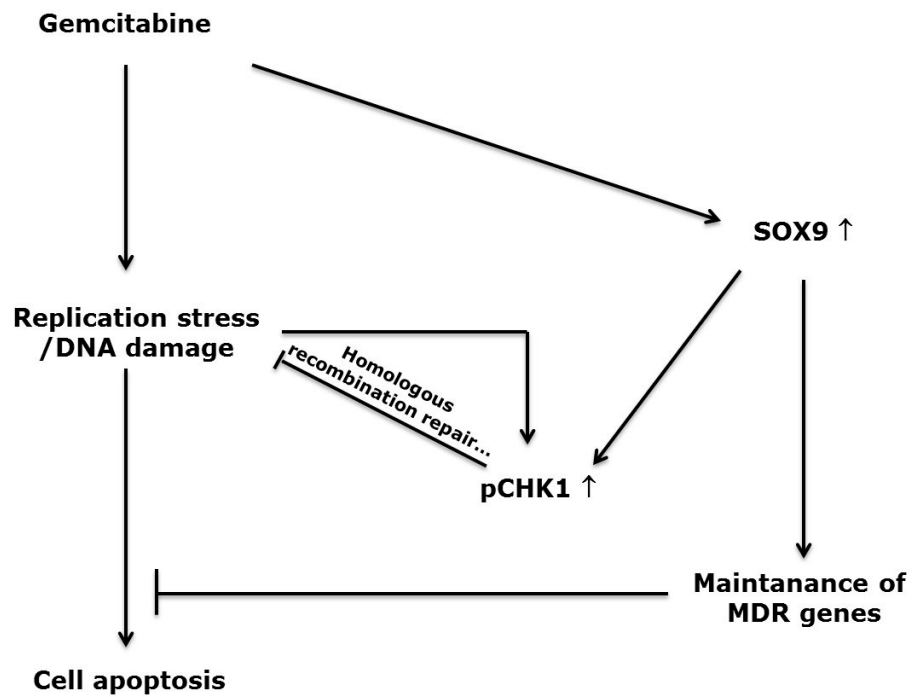 Gemcitabine
SOX9 ↑
Replication stress
/DNA damage
Homologous
recombination repair...
pCHK1 ↑
Maintanance of
MDR genes
Cell apoptosis